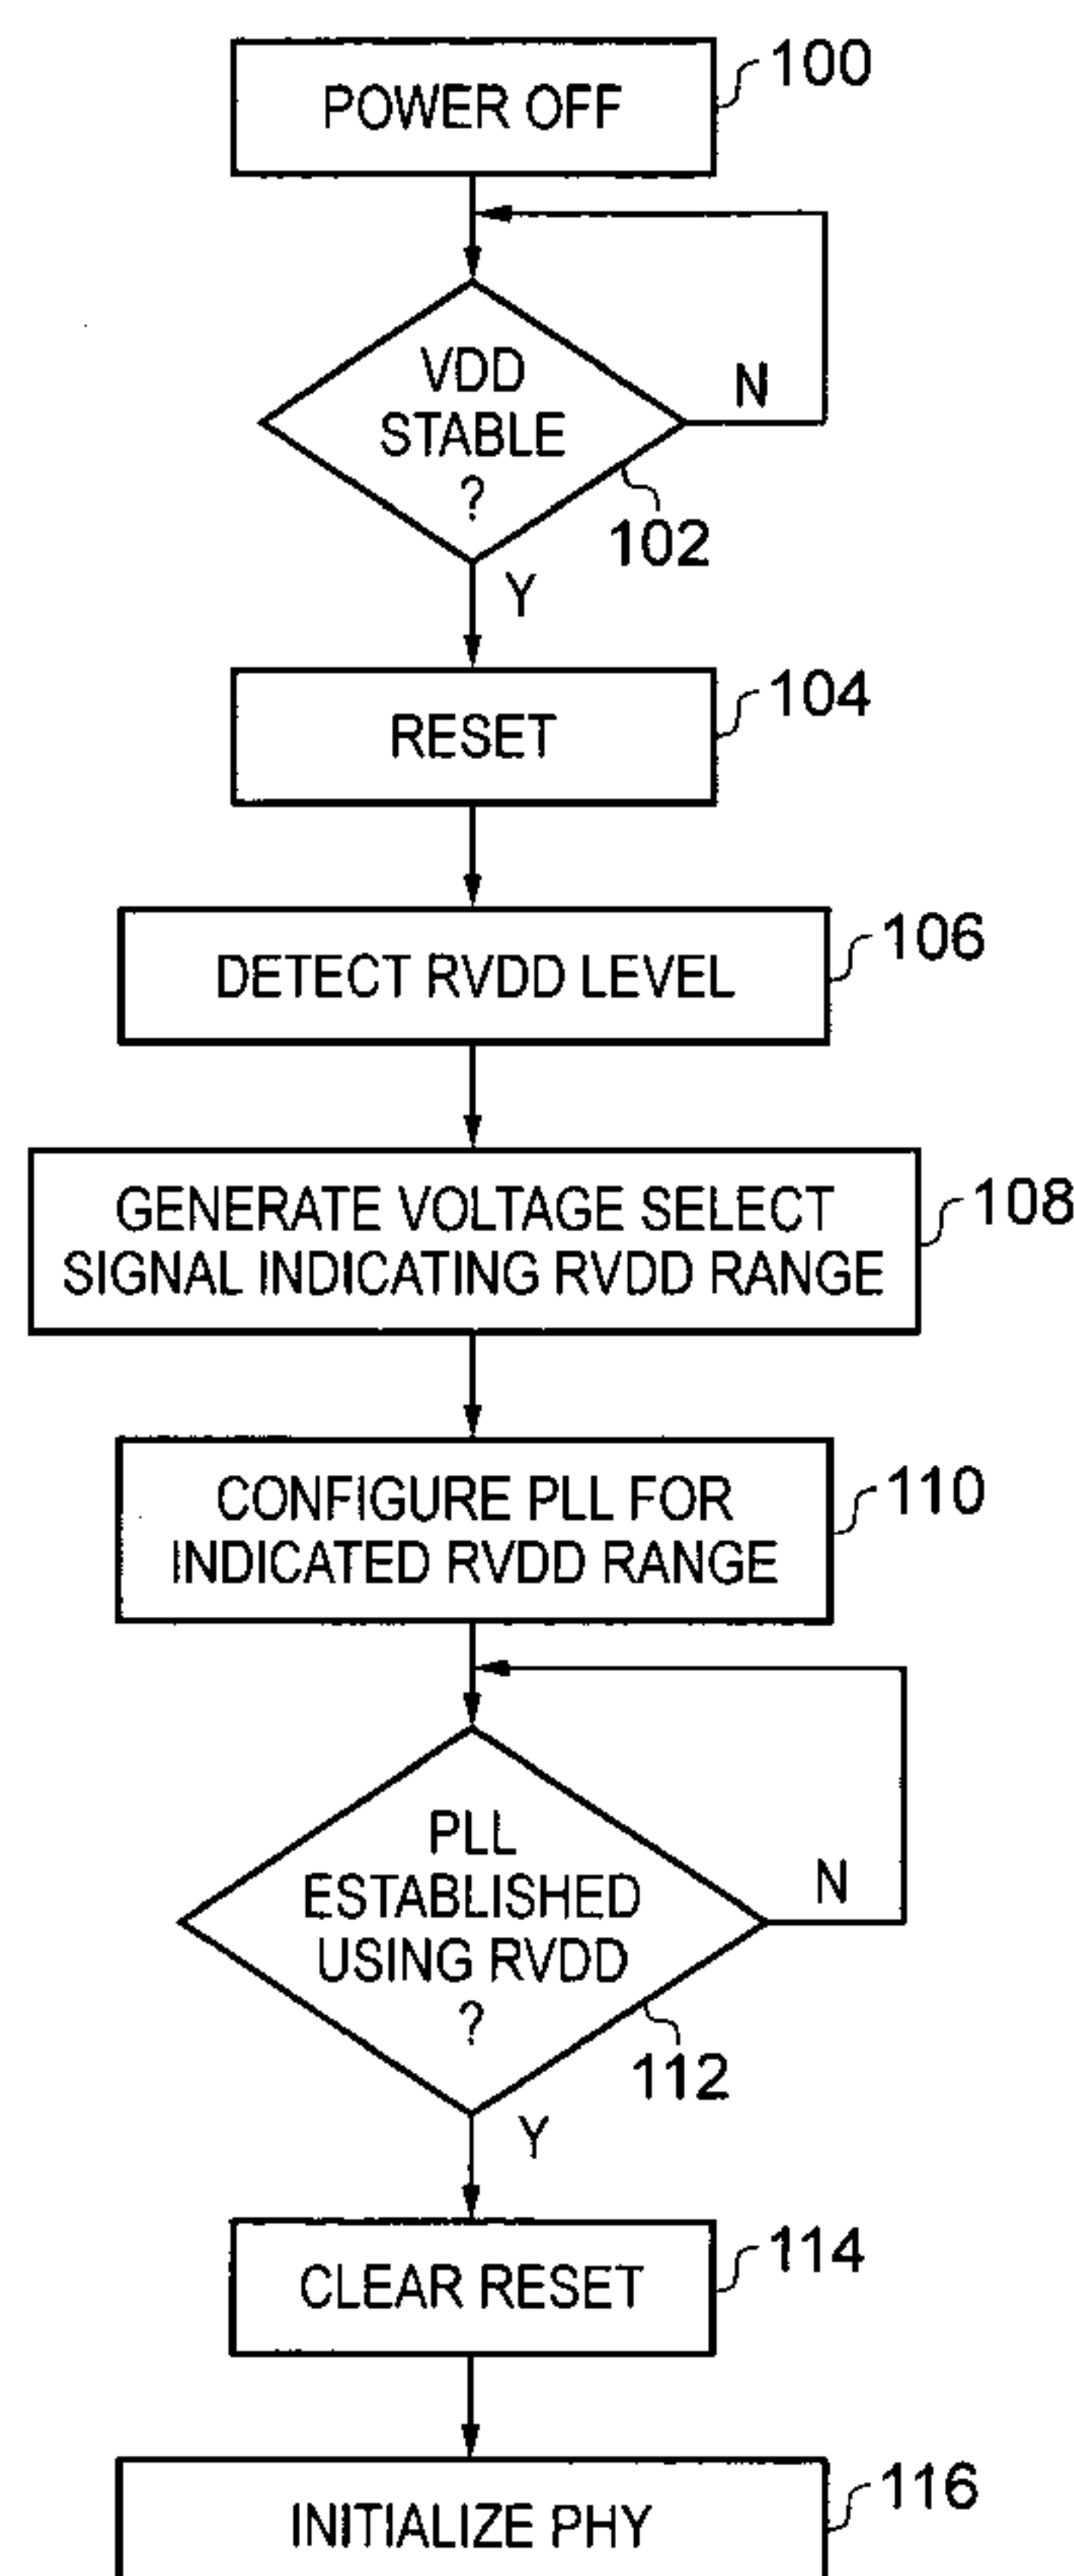 100
POWER OFF
VDD
STABLE
?
N
102
Y
104
RESET
106
DETECT RVDD LEVEL
108
GENERATE VOLTAGE SELECT
SIGNAL INDICATING RVDD RANGE
110
CONFIGURE PLL FOR
INDICATED RVDD RANGE
PLL
ESTABLISHED
USING RVDD
?
N
112
Y
114
CLEAR RESET
116
INITIALIZE PHY